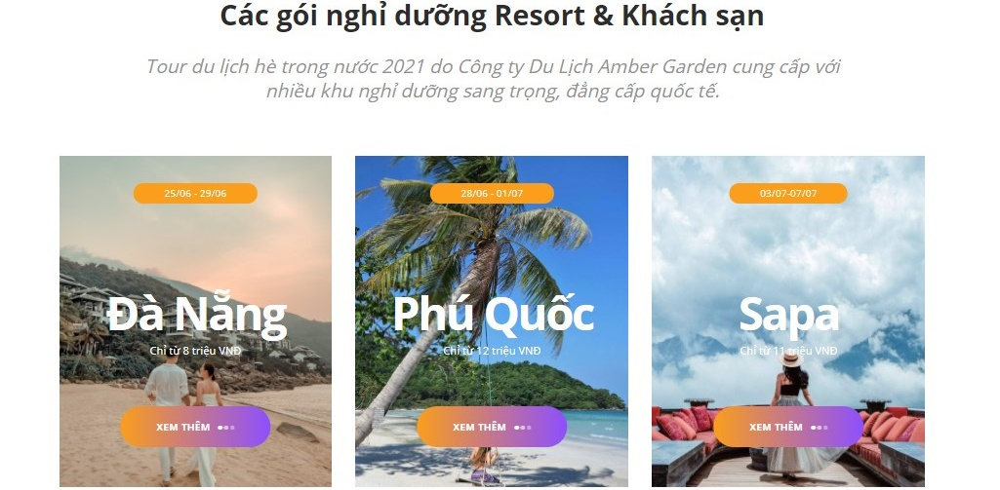 Các gói nghỉ dưỡng Resort & Khách sạn
Tour du lịch hè trong nước 2021 do Công ty Du Lịch Amber Garden cung cấp với
nhiều khu nghỉ dưỡng sang trọng, đẳng cấp quốc tế.
25/06 - 29/06
Đà Nẵng
Chỉ từ 8 triệu VNĐ
XEM THÊM
28/06 - 01/07
Phú Quốc
Chỉ từ 12 triệu VNĐ
XEM THÊM
03/07-07/07
Sapa
Chỉ từ 11 triệu VNĐ
XEM THÊM